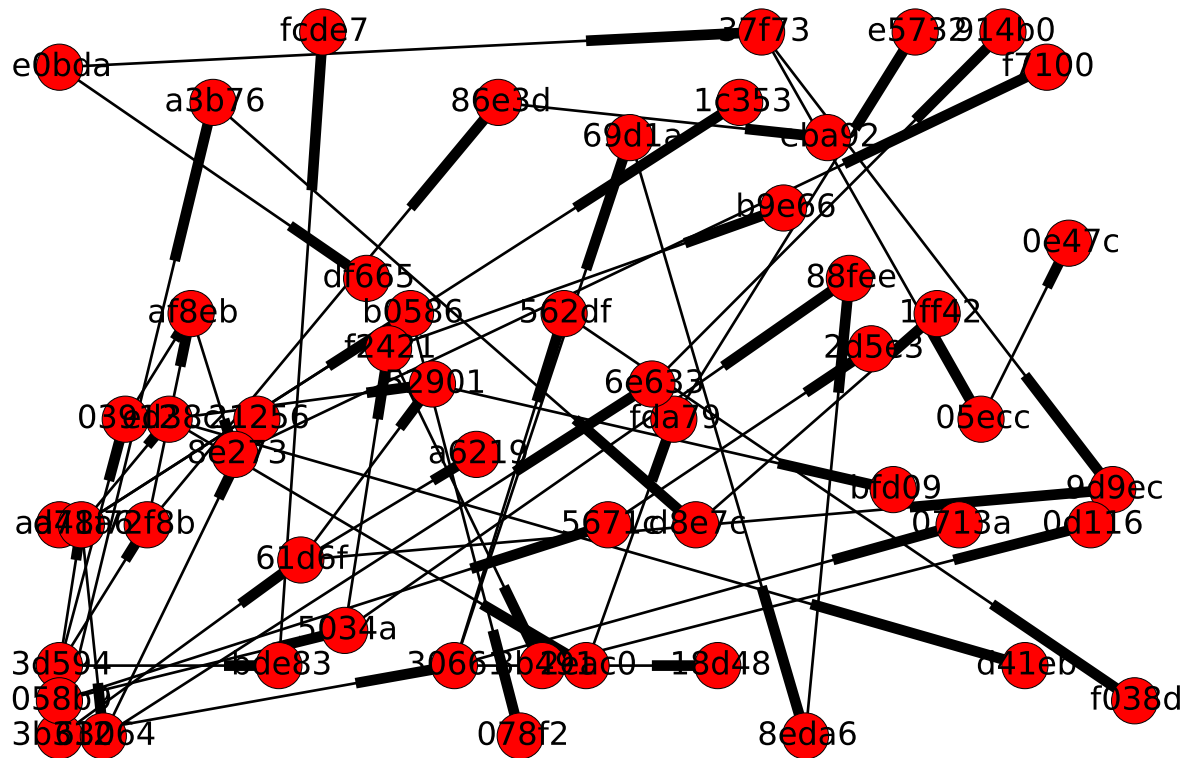 fcde7
37f73
e5732
914b0
e0bda
f7100
a3b76
86e3d
1c353
69d1a
eba92
b9e66
0e47c
df665
88fee
af8eb
b0586
562df
1ff42
f2421
2d5e3
6e633
fda79
05ecc
8e273
a6219
bfd09
9d9ec
5671c
d8e7c
0713a
0d116
61d6f
5034a
3d594
bde83
18d48
d41eb
058b9
f038d
078f2
8eda6